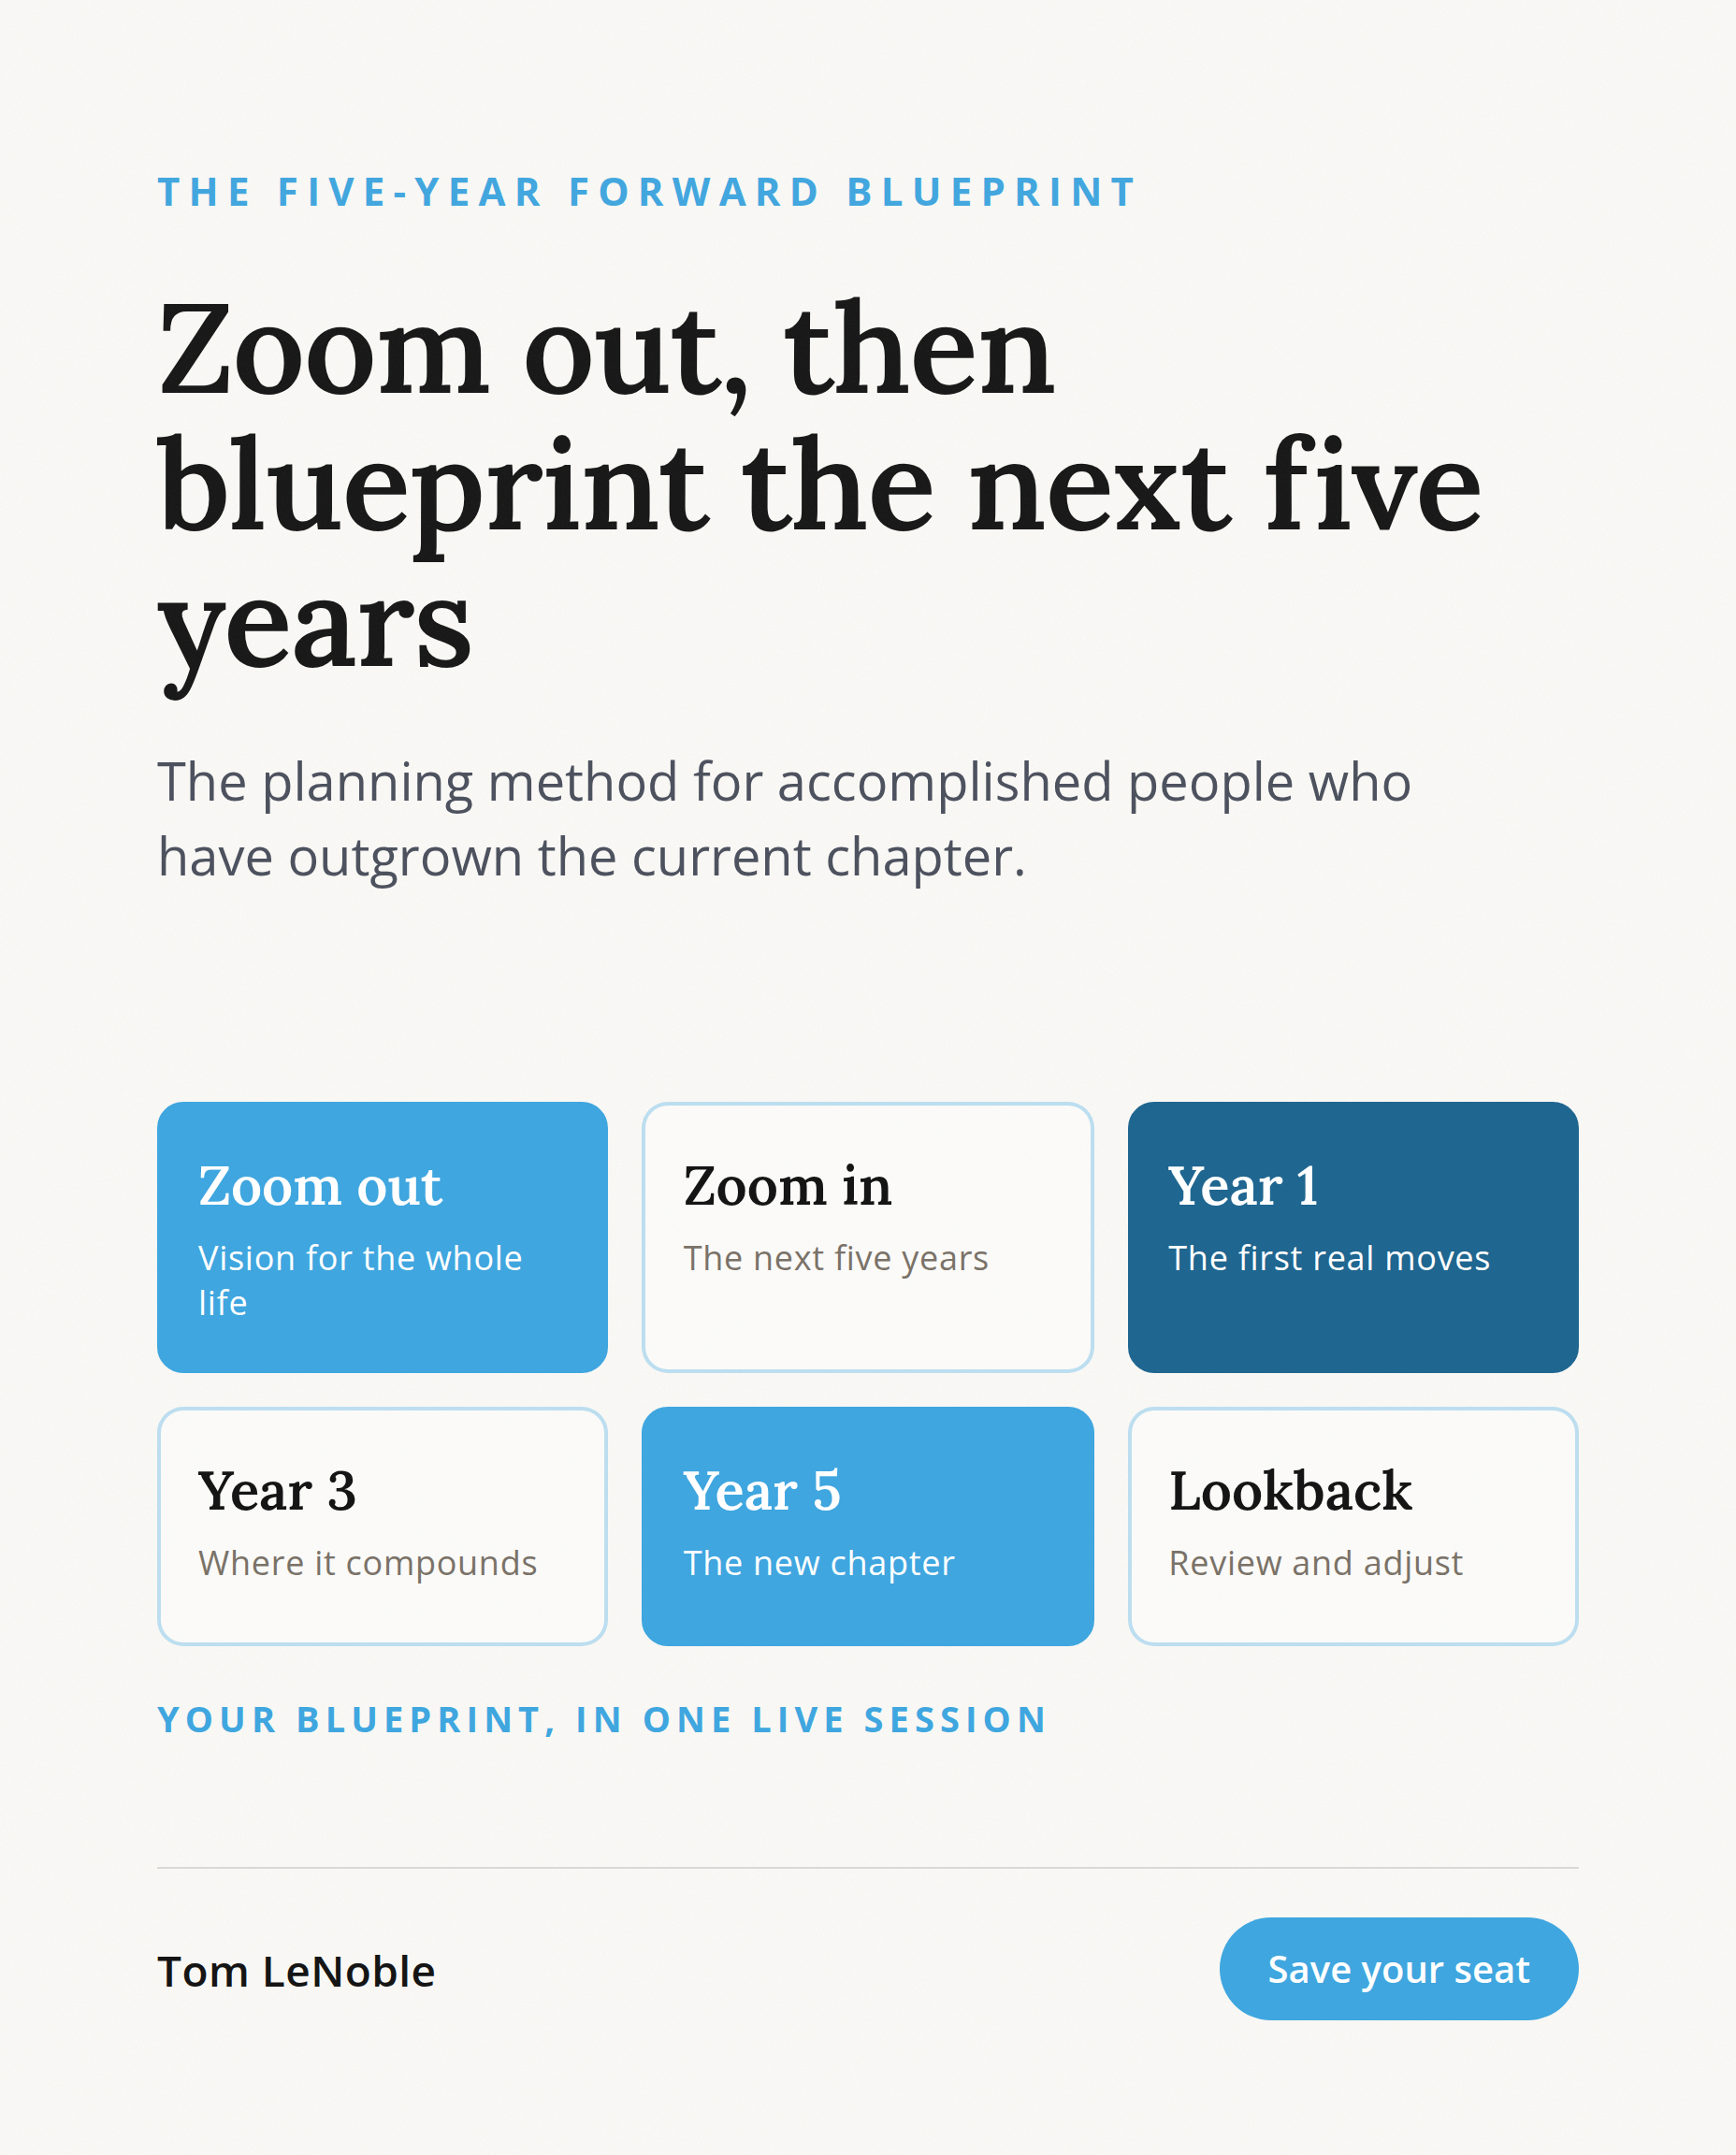 THE FIVE-YEAR FORWARD BLUEPRINT
Zoom out, then
blueprint the next five
years
The planning method for accomplished people who
have outgrown the current chapter.
Zoom out
Vision for the whole
life
Zoom in
The next five years
Year 1
The first real moves
Year 3
Where it compounds
Year 5
The new chapter
Lookback
Review and adjust
YOUR BLUEPRINT, IN ONE LIVE SESSION
Tom LeNoble
Save your seat